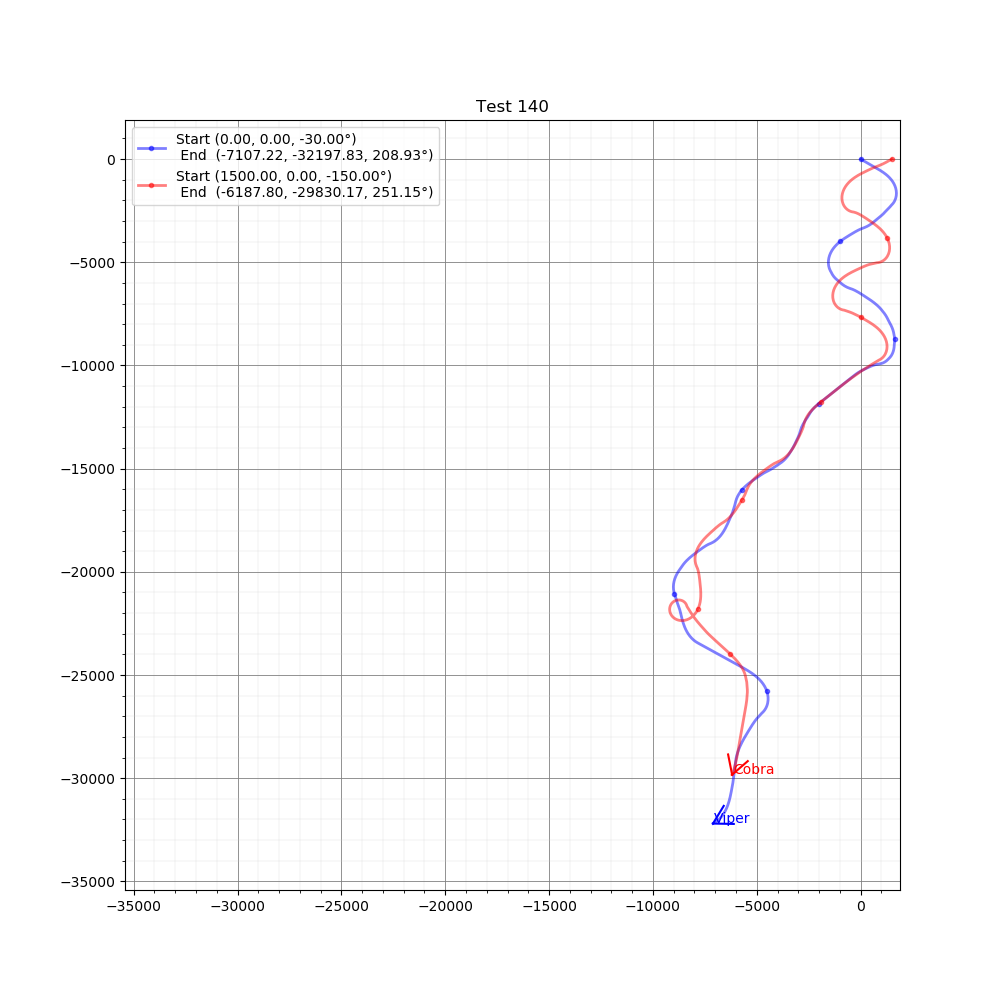 Test 140
Start (0.00, 0.00, -30.00°)
End  (-7107.22, -32197.83, 208.93°)
Start (1500.00, 0.00, -150.00°)
End  (-6187.80, -29830.17, 251.15°)
0
−5000
−10000
−15000
−20000
−25000
−30000
−35000
Cobra
Viper
−35000 −30000 −25000 −20000 −15000 −10000 −5000 0